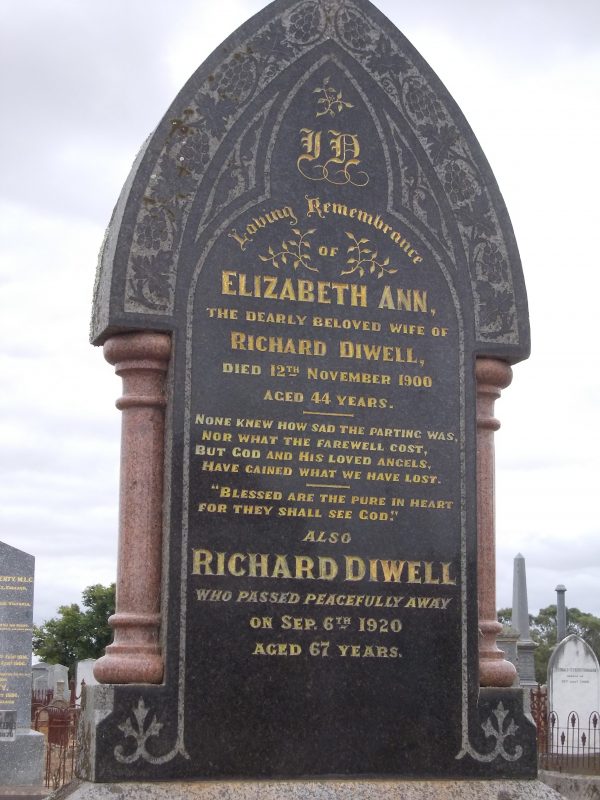 IN
Loving Remembrance
OF
ELIZABETH ANN,
THE DEARLY BELOVED WIFE OF
RICHARD DIWELL,
DIED 12TH NOVEMBER 1900
AGED 44 YEARS.
NONE KNEW HOW SAD THE PARTING WAS,
NOR WHAT THE FAREWELL COST,
BUT GOD AND HIS LOVED ANGELS,
HAVE GAINED WHAT WE HAVE LOST.
"BLESSED ARE THE PURE IN HEART
FOR THEY SHALL SEE GOD."
ALSO
RICHARD DIWELL
WHO PASSED PEACEFULLY AWAY
ON SEP. 6TH 1920
AGED 67 YEARS.